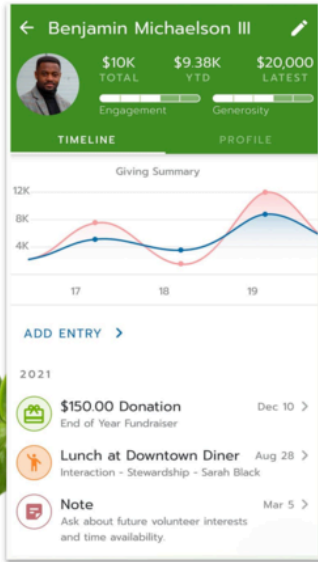 Benjamin Michaelson III
$10K $9.38K $20,000
TOTAL YTD LATEST
Engagement Generosity
TIMELINE PROFILE
Giving Summary
12K
8K
4K
17 18 19
ADD ENTRY
2021
$150.00 Donation Dec 10
End of Year Fundraiser
Lunch at Downtown Diner Aug 28
Interaction - Stewardship - Sarah Black
Note Mar 5
Ask about future volunteer interests
and time availability.